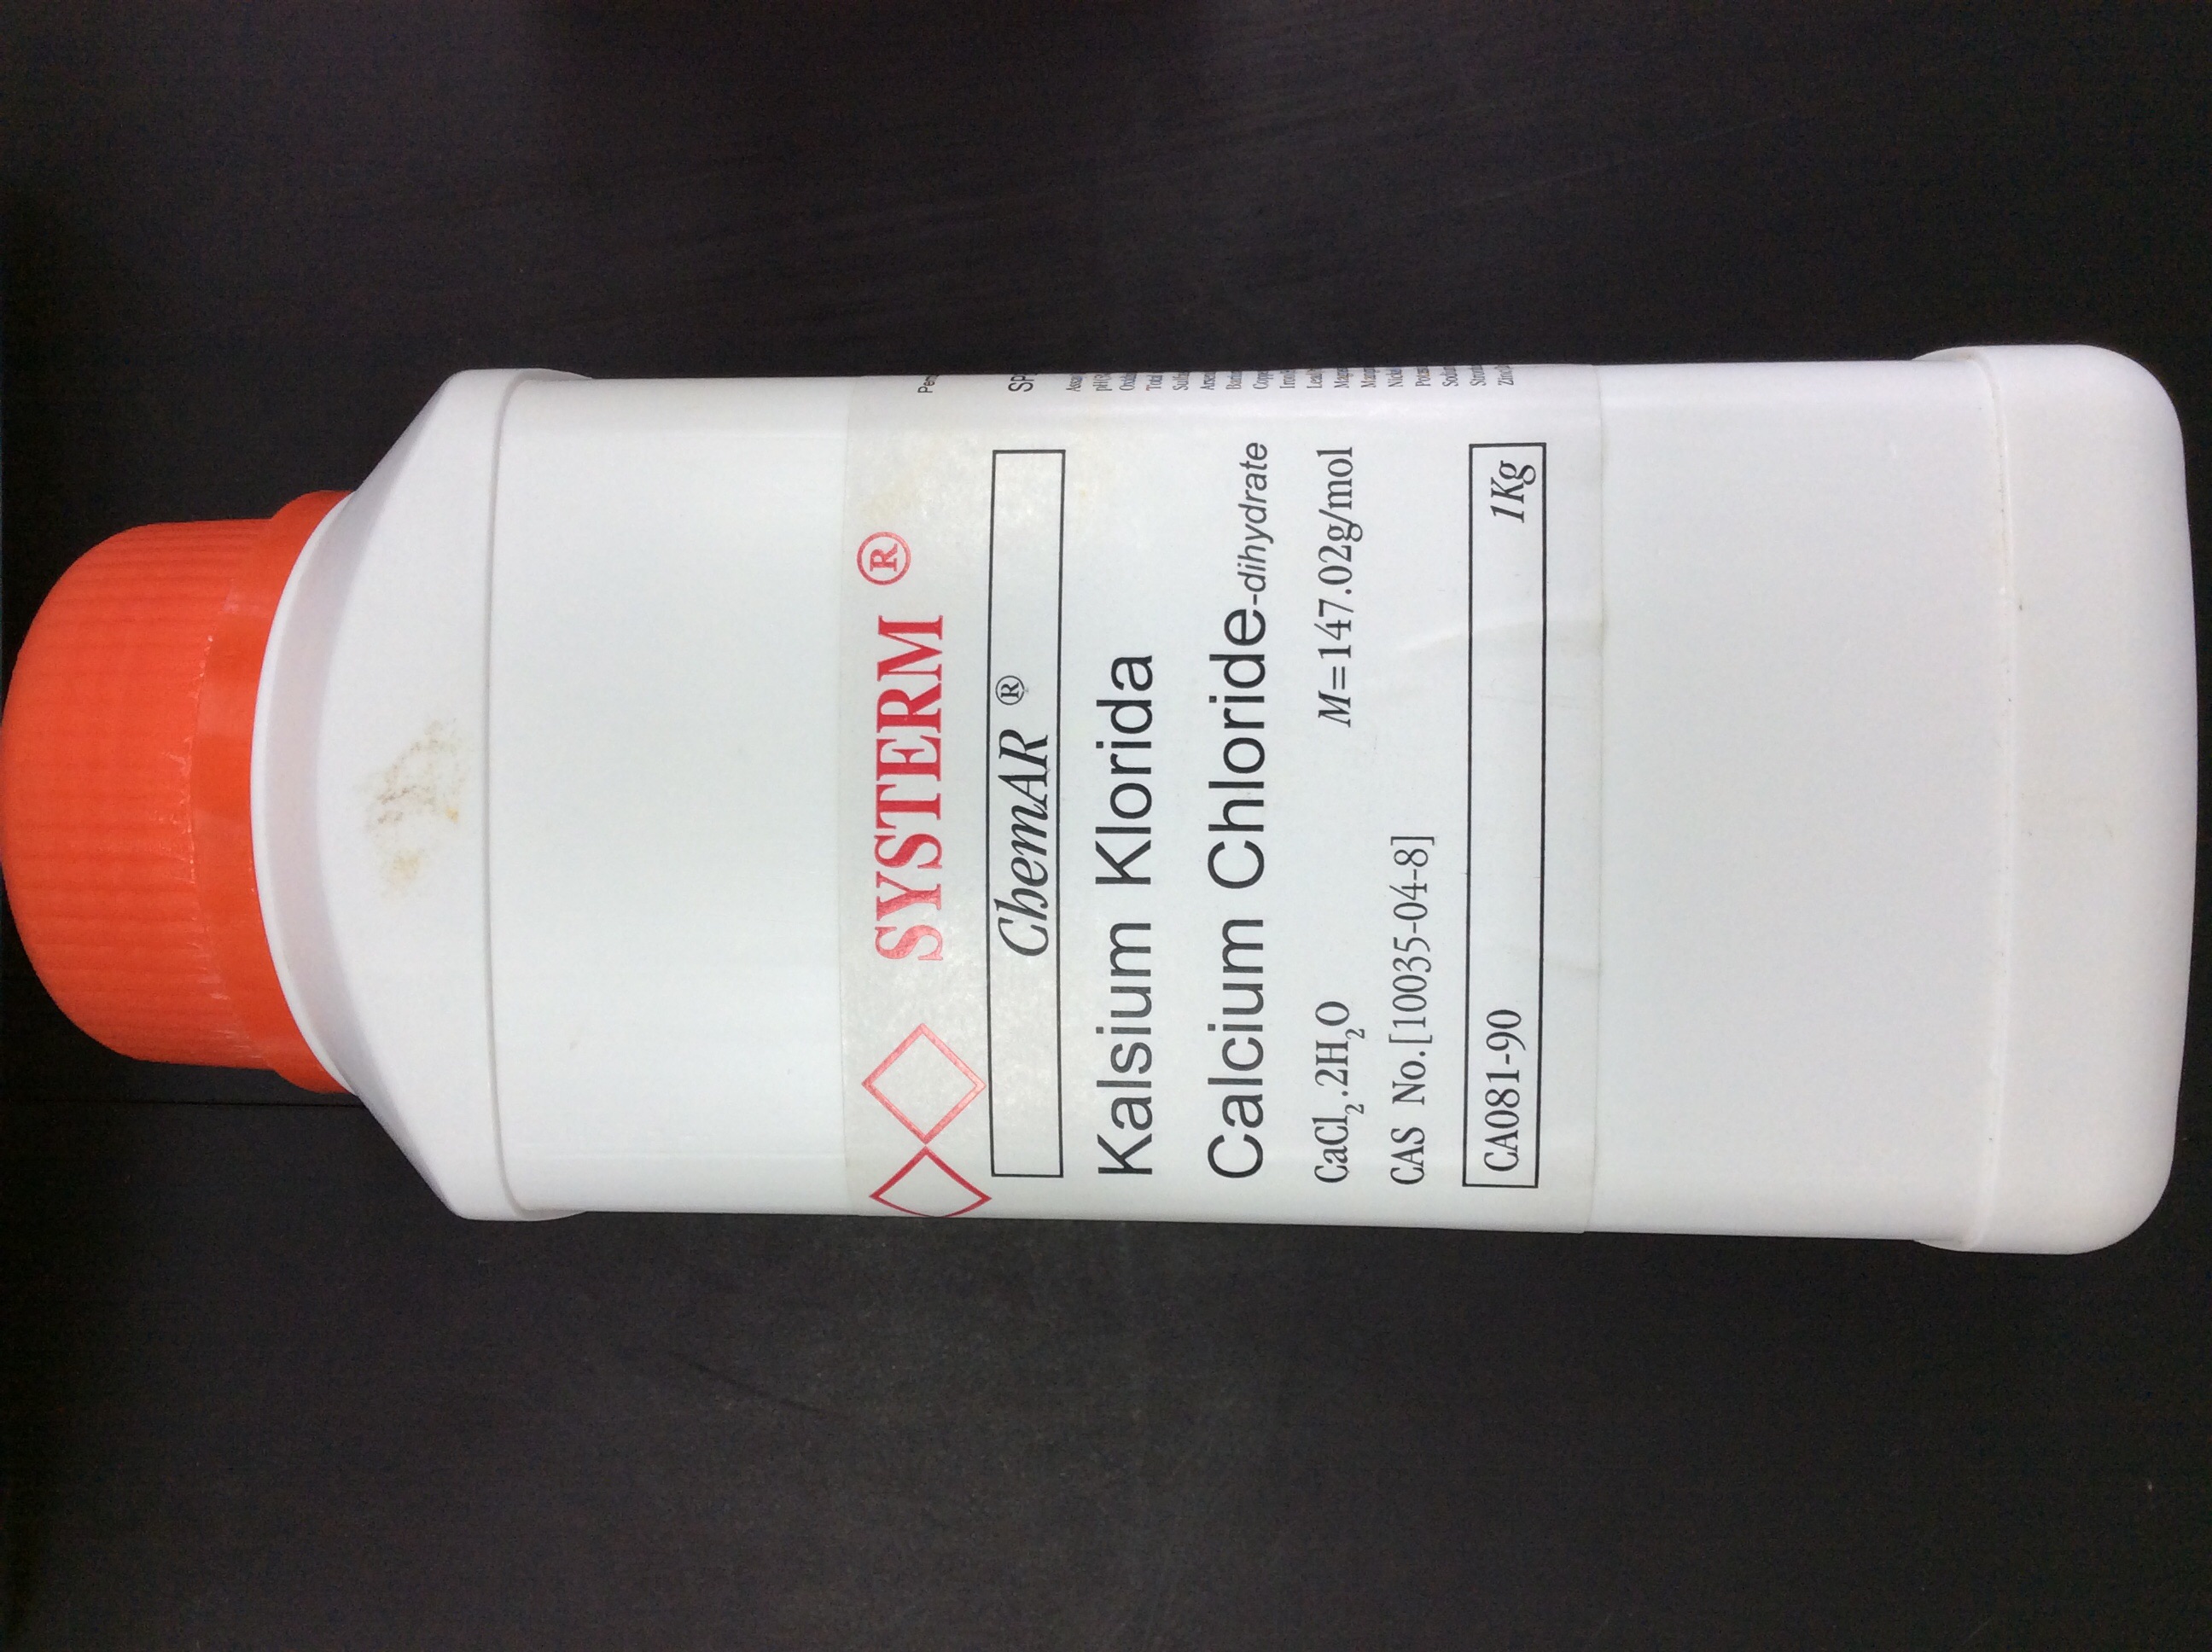 SYSTERM ®
ChemAR ®
Kalsium Klorida
Calcium Chloride-dihydrate
CaCl₂.2H₂O M=147.02g/mol
CAS No.[10035-04-8]
CA0081-90 1Kg